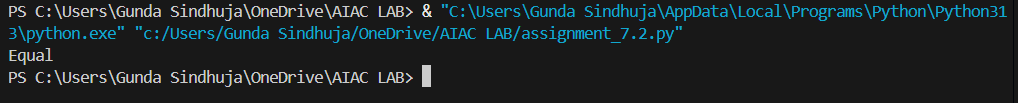 PS C:\Users\Gunda Sindhuja\OneDrive\AIAC LAB> & "C:\Users\Gunda Sindhuja\AppData\Local\Programs\Python\Python31
3\python.exe" "c:/Users/Gunda Sindhuja/OneDrive/AIAC LAB/assignment_7.2.py"
Equal
PS C:\Users\Gunda Sindhuja\OneDrive\AIAC LAB>